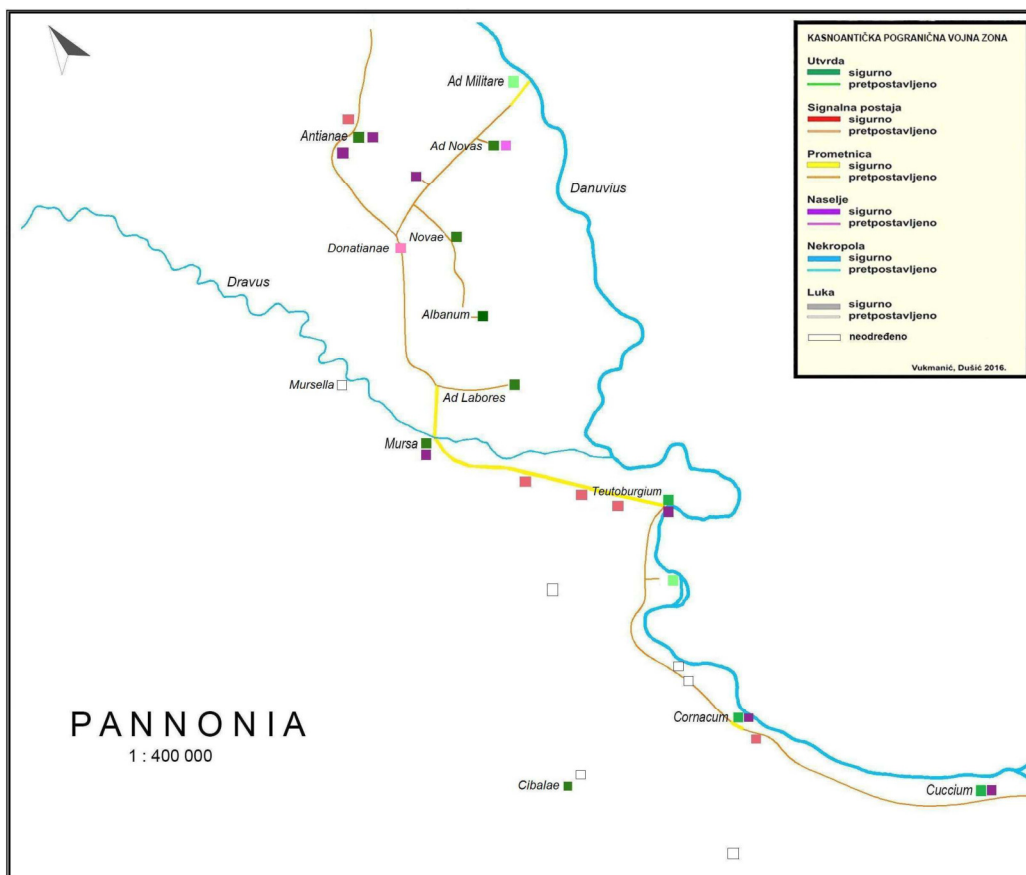 KASNOANTIČKA POGRANIČNA VOJNA ZONA
Utvrda
sigurno
pretpostavljeno
Signalna postaja
sigurno
pretpostavljeno
Prometnica
sigurno
pretpostavljeno
Naselje
sigurno
pretpostavljeno
Nekropola
sigurno
pretpostavljeno
Luka
sigurno
pretpostavljeno
neodređeno
Vukmanić, Dušić 2016.
Ad Militare
Antianae
Ad Novas
Danuvius
Novae
Donatianae
Dravus
Albanum
Mursella
Ad Labores
Mursa
Teutoburgium
PANNONIA
1 : 400 000
Cornacum
Cibalae
Cuccium